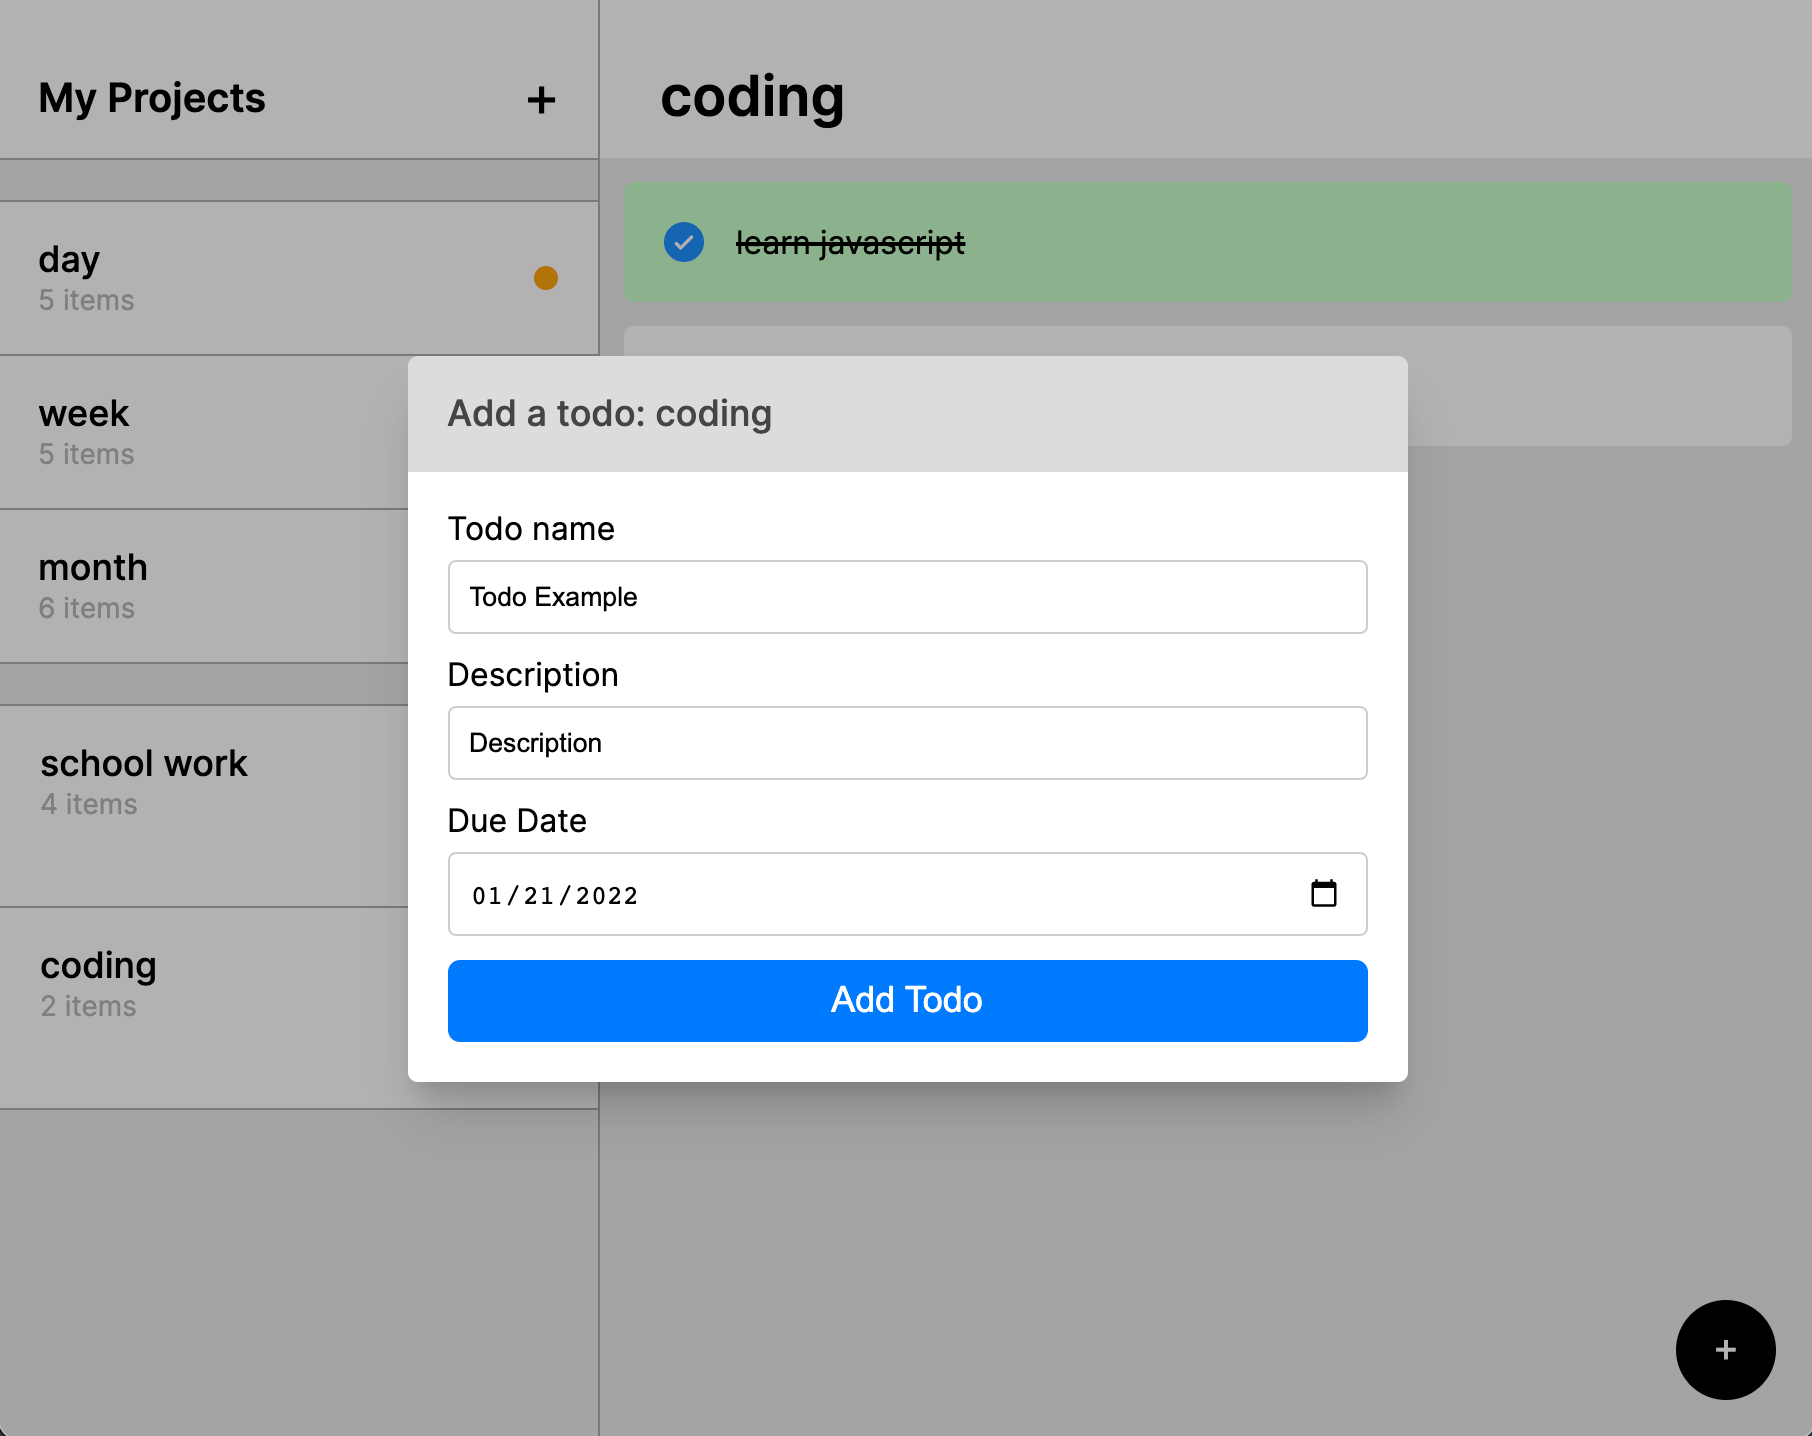 My Projects
+
day
5 items
week
5 items
month
6 items
school work
4 items
coding
2 items
coding
learn javascript
Add a todo: coding
Todo name
Todo Example
Description
Description
Due Date
01/21/2022
Add Todo
+